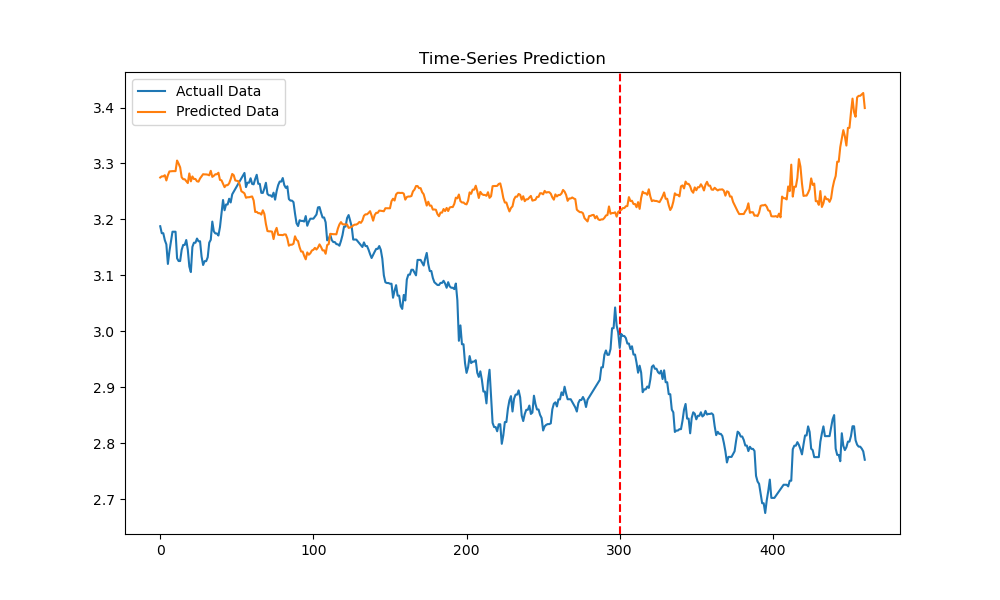 Time-Series Prediction
Actuall Data
Predicted Data
3.4
3.3
3.2
3.1
3.0
2.9
2.8
2.7
0 100 200 300 400